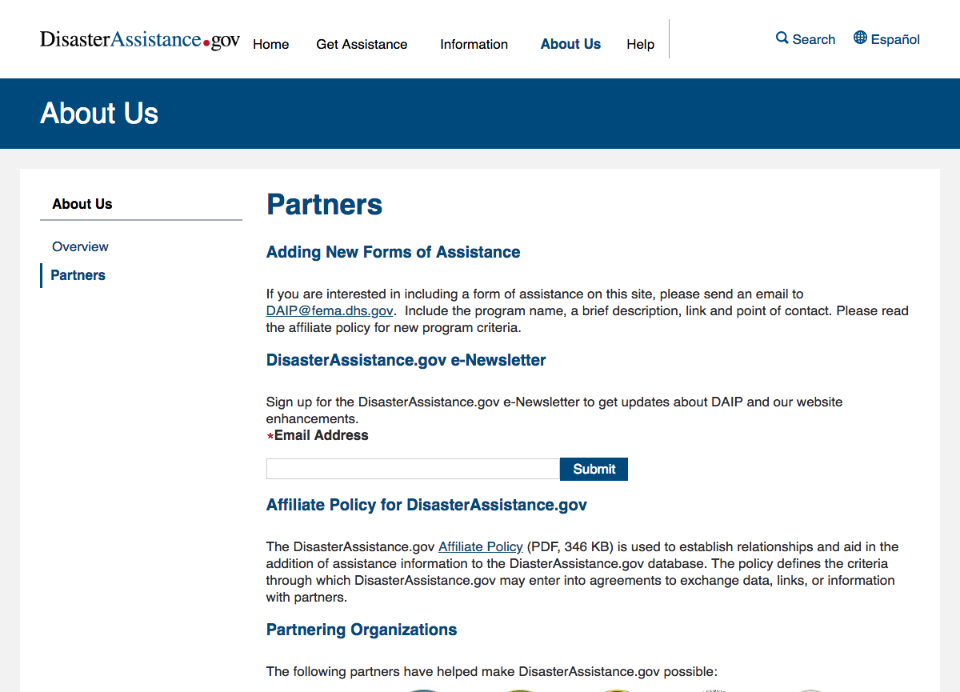 DisasterAssistance.gov
Home
Get Assistance
Information
About Us
Help
Search
Español
About Us
About Us
Overview
Partners
Partners
Adding New Forms of Assistance
If you are interested in including a form of assistance on this site, please send an email to
DAIP@fema.dhs.gov.  Include the program name, a brief description, link and point of contact. Please read
the affiliate policy for new program criteria.
DisasterAssistance.gov e-Newsletter
Sign up for the DisasterAssistance.gov e-Newsletter to get updates about DAIP and our website
enhancements.
*Email Address
Submit
Affiliate Policy for DisasterAssistance.gov
The DisasterAssistance.gov Affiliate Policy (PDF, 346 KB) is used to establish relationships and aid in the
addition of assistance information to the DiasterAssistance.gov database. The policy defines the criteria
through which DisasterAssistance.gov may enter into agreements to exchange data, links, or information
with partners.
Partnering Organizations
The following partners have helped make DisasterAssistance.gov possible: